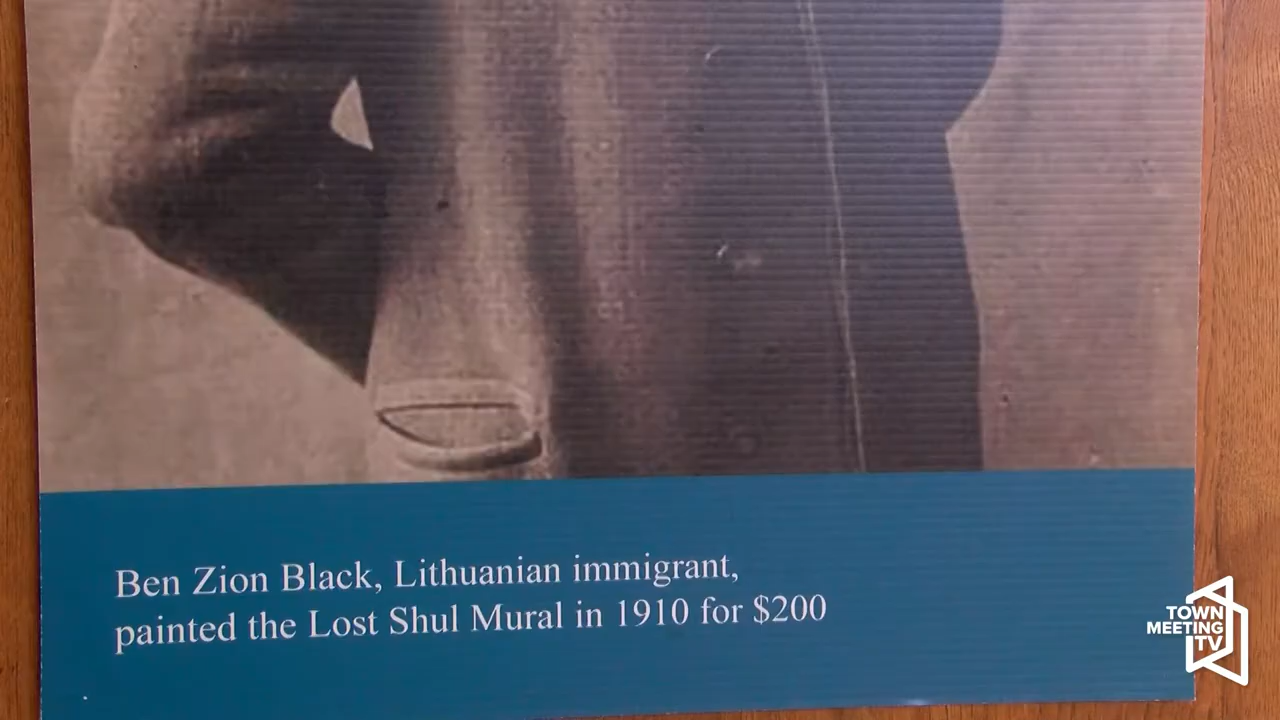 Ben Zion Black, Lithuanian immigrant,
painted the Lost Shul Mural in 1910 for $200
TOWN
MEETING
TV